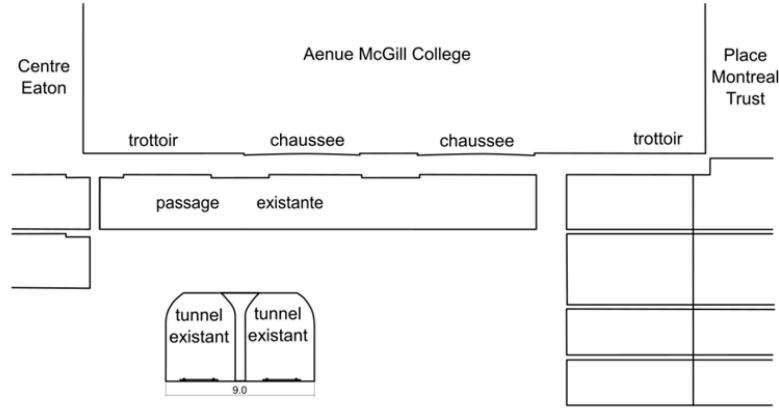 Aenue McGill College
Centre
Eaton
Place
Montreal
Trust
trottoir
chaussee
chaussee
trottoir
passage
existante
tunnel
existant
tunnel
existant
9.0